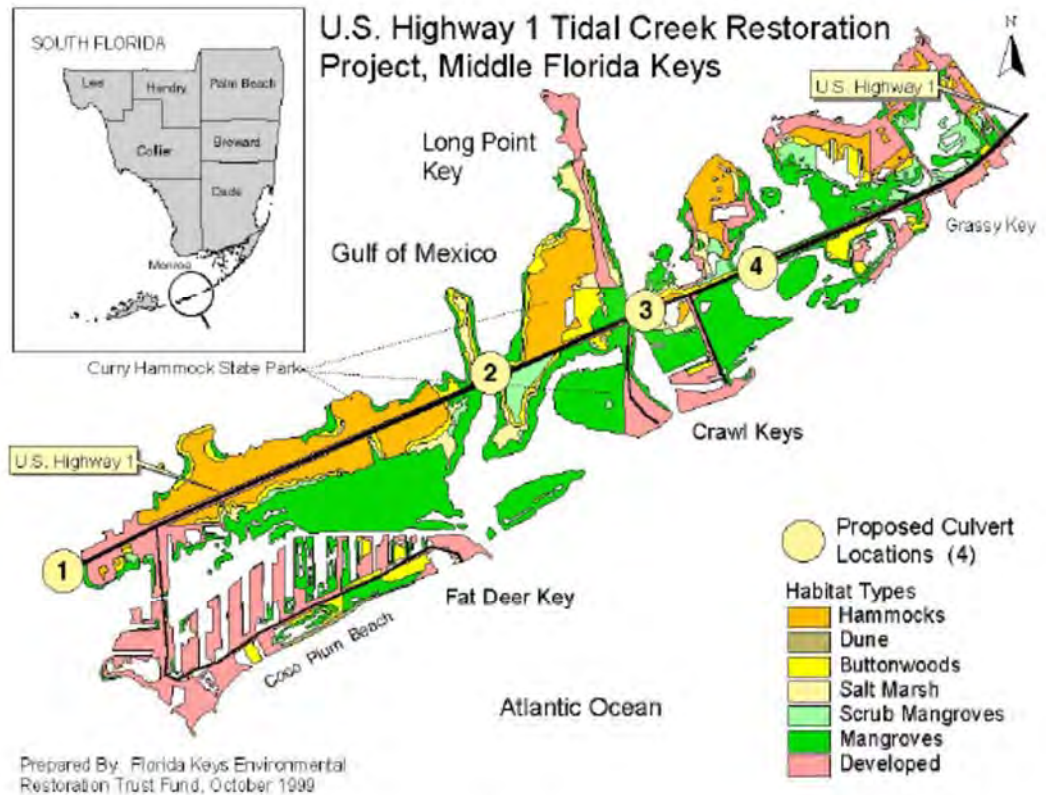 U.S. Highway 1 Tidal Creek Restoration
Project, Middle Florida Keys
SOUTH FLORIDA
Lee
Hendry
Palm Beach
Collier
Broward
Dade
Monroe
N
U.S. Highway 1
Long Point
Key
Gulf of Mexico
Grassy Key
4
3
2
Curry Hammock State Park
Crawl Keys
U.S. Highway 1
1
Fat Deer Key
Coco Plum Beach
Atlantic Ocean
Proposed Culvert
Locations (4)
Habitat Types
Hammocks
Dune
Buttonwoods
Salt Marsh
Scrub Mangroves
Mangroves
Developed
Prepared By: Florida Keys Environmental
Restoration Trust Fund, October 1999